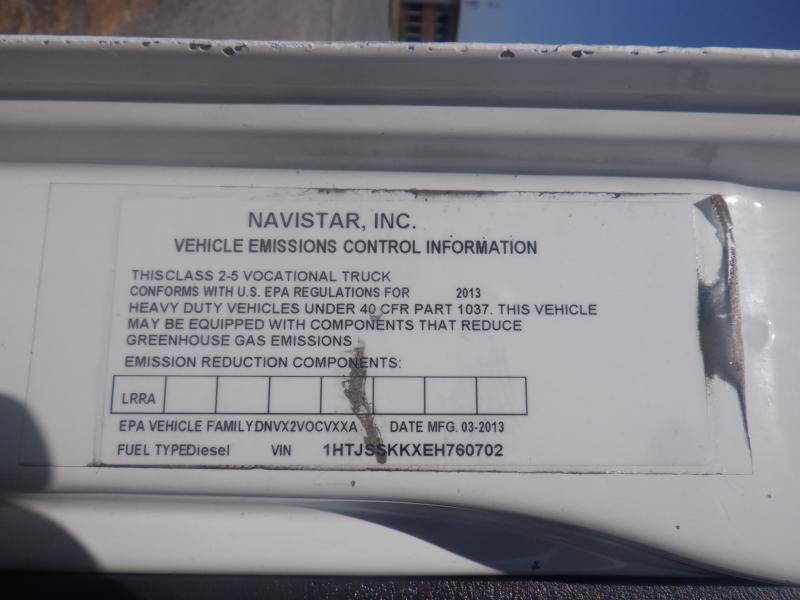 NAVISTAR, INC.
VEHICLE EMISSIONS CONTROL INFORMATION
THISCLASS 2-5 VOCATIONAL TRUCK
CONFORMS WITH U.S. EPA REGULATIONS FOR 2013
HEAVY DUTY VEHICLES UNDER 40 CFR PART 1037. THIS VEHICLE
MAY BE EQUIPPED WITH COMPONENTS THAT REDUCE
GREENHOUSE GAS EMISSIONS
EMISSION REDUCTION COMPONENTS:
LRRA
EPA VEHICLE FAMILY:DNVX2VOCVXXA DATE MFG. 03-2013
FUEL TYPEDiesel VIN 1HTJSSKKXEH760702